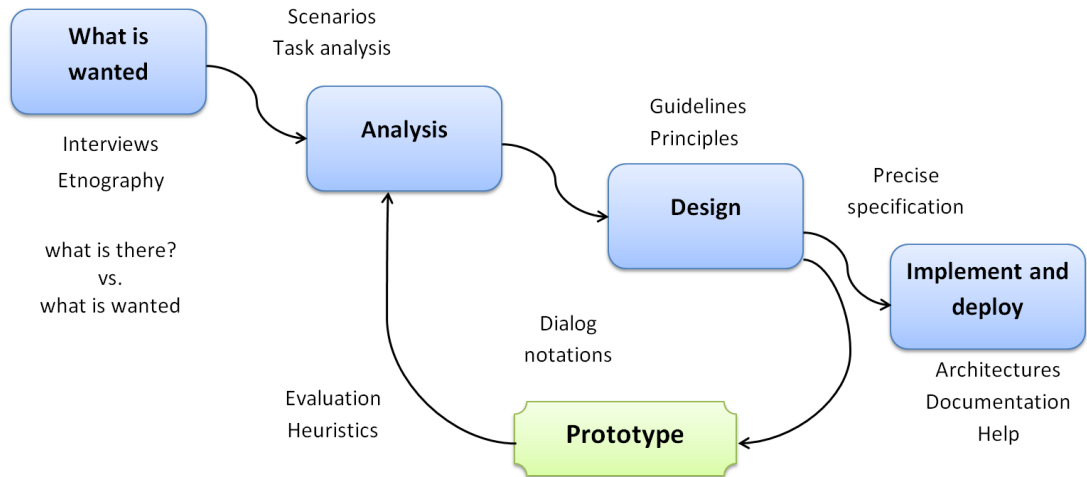 What is
wanted
Scenarios
Task analysis
Interviews
Etnography
what is there?
vs.
what is wanted
Analysis
Guidelines
Principles
Design
Precise
specification
Implement and
deploy
Architectures
Documentation
Help
Dialog
notations
Prototype
Evaluation
Heuristics